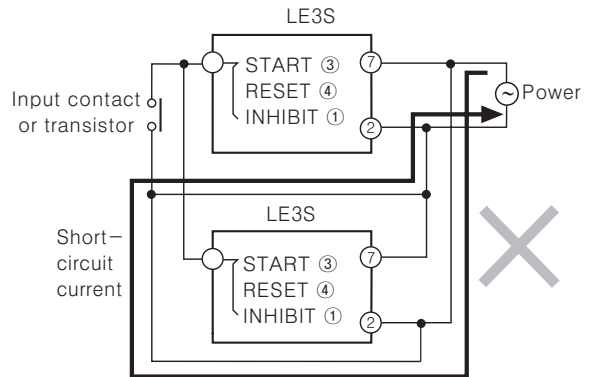 LE3S
START ③
RESET ④
INHIBIT ①
7
2
Input contact
or transistor
Power
LE3S
START ③
RESET ④
INHIBIT ①
7
2
Short-
circuit
current